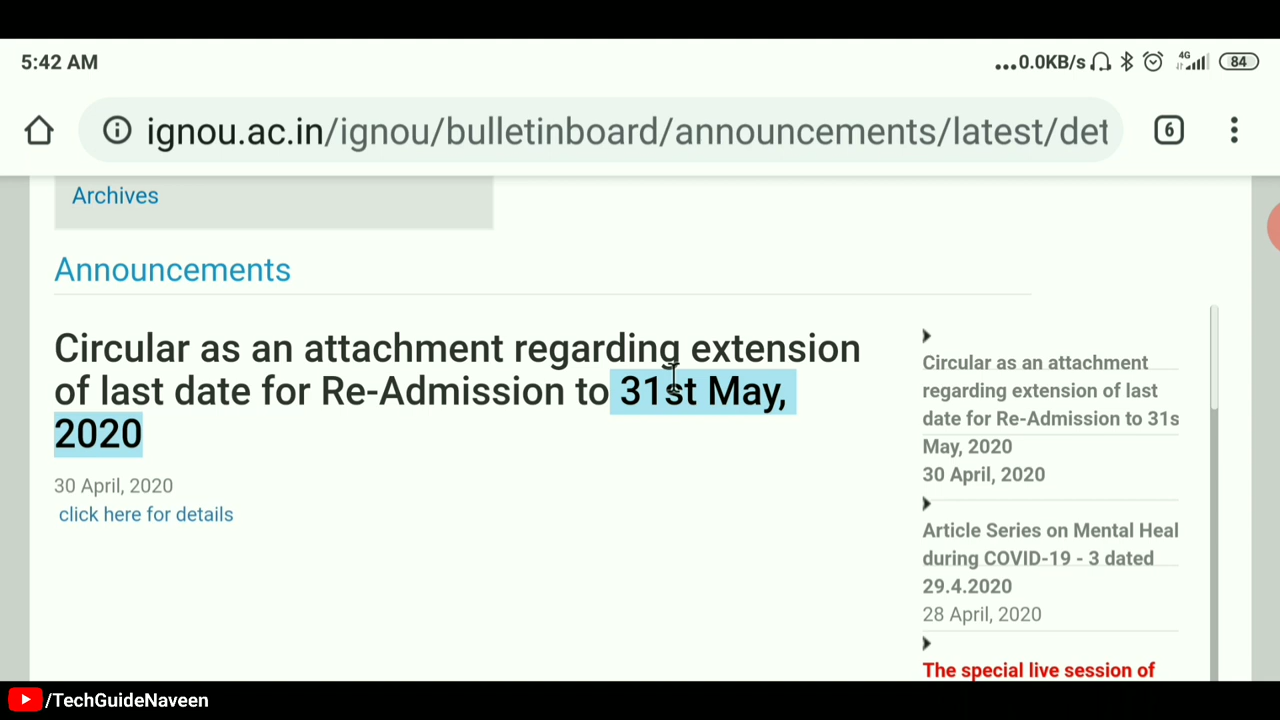 5:42 AM
...0.0KB/s 4G 84
ignou.ac.in/ignou/bulletinboard/announcements/latest/det
6
Archives
Announcements
Circular as an attachment regarding extension
of last date for Re-Admission to 31st May,
2020
30 April, 2020
click here for details
Circular as an attachment
regarding extension of last
date for Re-Admission to 31s
May, 2020
30 April, 2020
Article Series on Mental Heal
during COVID-19 - 3 dated
29.4.2020
28 April, 2020
The special live session of
/TechGuideNaveen